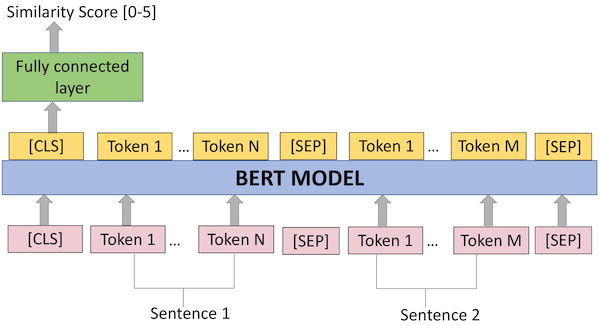 Similarity Score [0-5]
Fully connected
layer
[CLS] Token 1 ... Token N [SEP] Token 1 ... Token M [SEP]
BERT MODEL
[CLS] Token 1 ... Token N [SEP] Token 1 ... Token M [SEP]
Sentence 1 Sentence 2